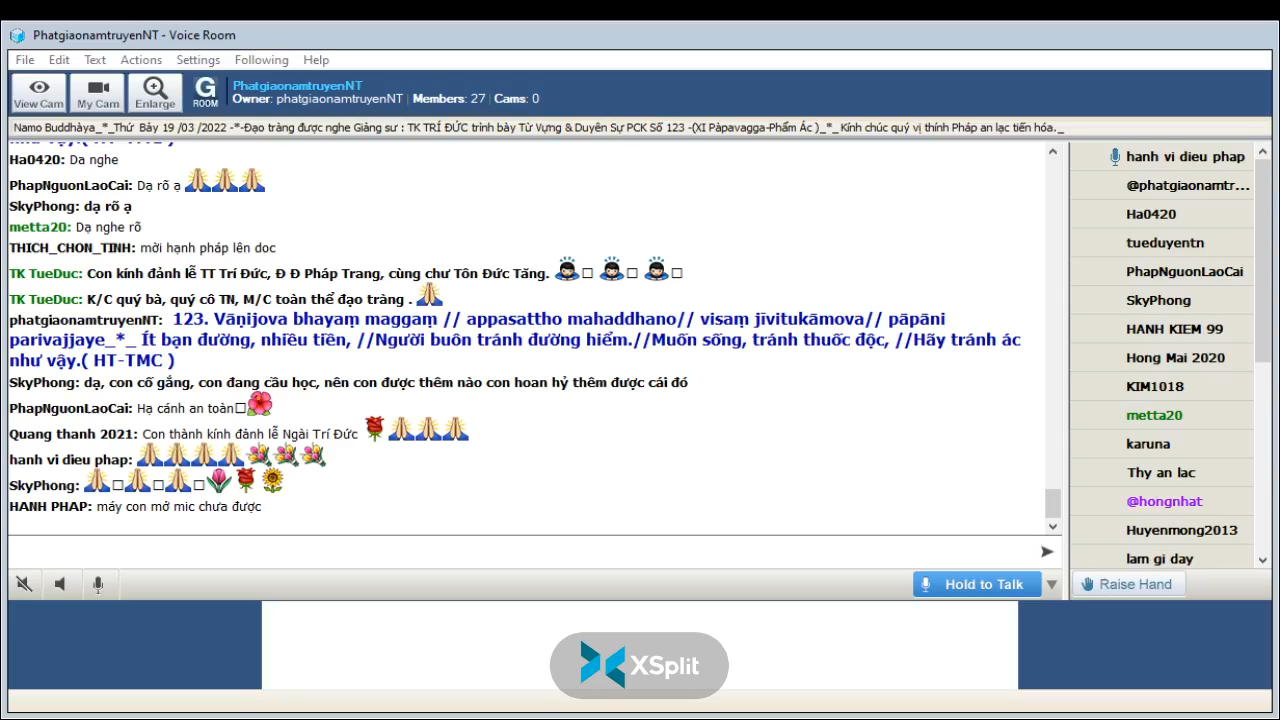 PhatgiaonamtruyenNT - Voice Room
File Edit Text Actions Settings Following Help
View Cam My Cam Enlarge G ROOM
PhatgiaonamtruyenNT
Owner: phatgiaonamtruyenNT | Members: 27 | Cams: 0
Namo Buddhàya_*_Thứ Bảy 19 /03 /2022 -*-Đạo tràng được nghe Giảng sư : TK TRÍ ĐỨC trình bày Từ Vựng & Duyên Sự PCK Số 123 -(XI Pàpavagga-Phẩm Ác )_*_ Kính chúc quý vị thính Pháp an lạc tiến hóa._
Ha0420: Da nghe
PhapNguonLaoCai: Dạ rõ ạ
SkyPhong: dạ rõ ạ
metta20: Dạ nghe rõ
THICH_CHON_TINH: mời hạnh pháp lên doc
TK TueDuc: Con kính đảnh lễ TT Trí Đức, Đ Đ Pháp Trang, cùng chư Tôn Đức Tăng.
TK TueDuc: K/C quý bà, quý cô TN, M/C toàn thể đạo tràng .
phatgiaonamtruyenNT: 123. Vāṇijova bhayaṃ maggaṃ // appasattho mahaddhano// visaṃ jīvitukāmova// pāpāni
parivajjaye_*_ Ít bạn đường, nhiều tiền, //Người buôn tránh đường hiểm.//Muốn sống, tránh thuốc độc, //Hãy tránh ác
như vậy.( HT-TMC )
SkyPhong: dạ, con cố gắng, con đang cầu học, nên con được thêm nào con hoan hỷ thêm được cái đó
PhapNguonLaoCai: Hạ cánh an toàn
Quang thanh 2021: Con thành kính đảnh lễ Ngài Trí Đức
hanh vi dieu phap:
SkyPhong:
HANH PHAP: máy con mở mic chưa được
Hold to Talk
hanh vi dieu phap
@phatgiaonamtr...
Ha0420
tueduyentn
PhapNguonLaoCai
SkyPhong
HANH KIEM 99
Hong Mai 2020
KIM1018
metta20
karuna
Thy an lac
@hongnhat
Huyenmong2013
lam gi day
Raise Hand
XSplit